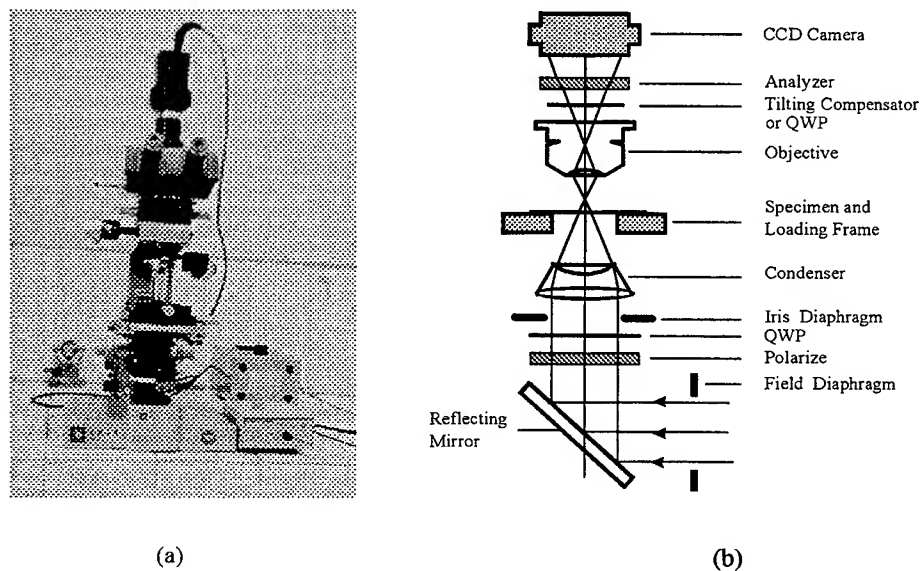 CCD Camera
Analyzer
Tilting Compensator
or QWP
Objective
Specimen and
Loading Frame
Condenser
Iris Diaphragm
QWP
Polarize
Field Diaphragm
Reflecting
Mirror
(a)
(b)